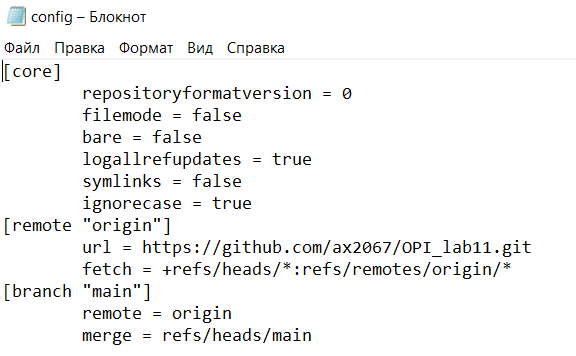 config – Блокнот
Файл Правка Формат Вид Справка
[core]
repositoryformatversion = 0
filemode = false
bare = false
logallrefupdates = true
symlinks = false
ignorecase = true
[remote "origin"]
url = https://github.com/ax2067/OPI_lab11.git
fetch = +refs/heads/*:refs/remotes/origin/*
[branch "main"]
remote = origin
merge = refs/heads/main